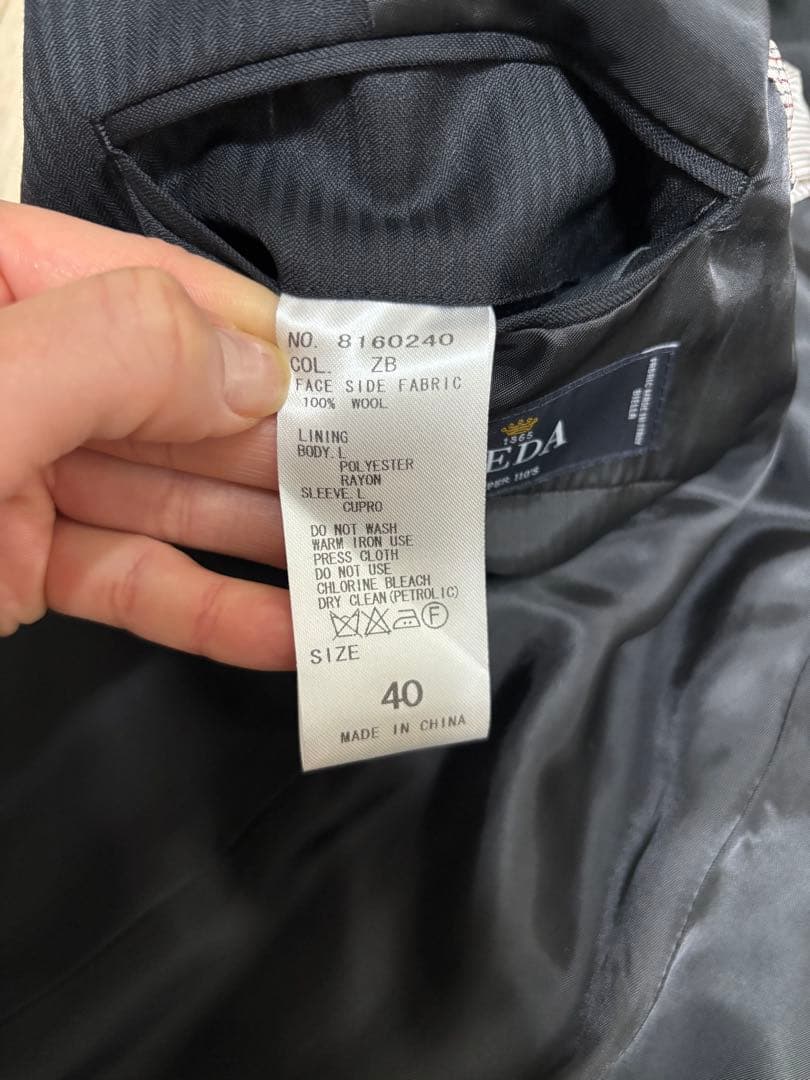 NO. 8160240
COL. ZB
FACE SIDE FABRIC
100% WOOL
LINING
BODY. L
POLYESTER
RAYON
SLEEVE. L
CUPRO
DO NOT WASH
WARM IRON USE
PRESS CLOTH
DO NOT USE
CHLORINE BLEACH
DRY CLEAN(PETROLIC)
F
SIZE
40
MADE IN CHINA
1865
EDA
PER 110'S